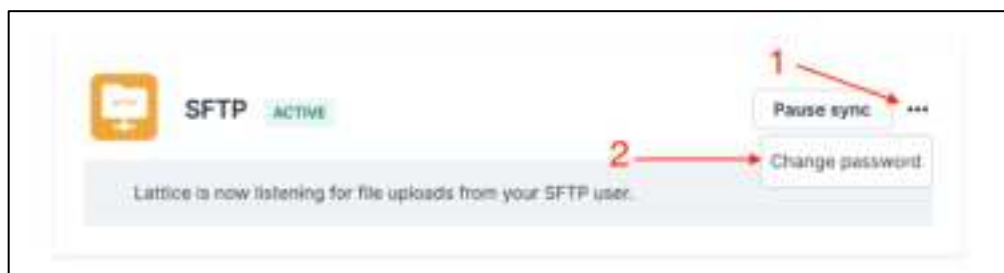 1
SFTP ACTIVE Pause sync •••
2 Change password
Lattice is now listening for file uploads from your SFTP user.